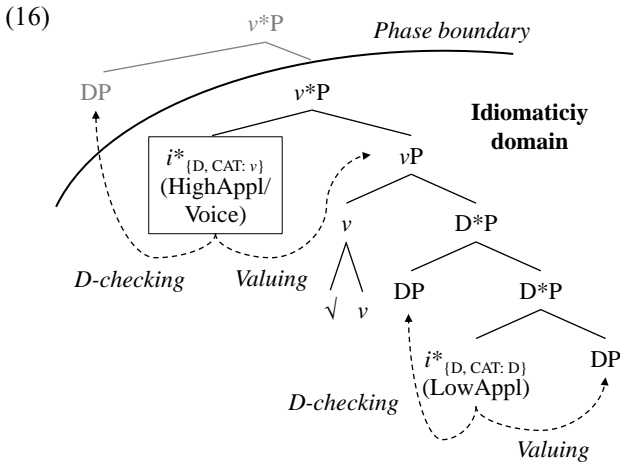 (16)
v*P
Phase boundary
DP
v*P
Idiomaticiy
domain
i*{D, CAT: v}
(HighAppl/
Voice)
vP
v
D*P
D-checking
Valuing
√
v
DP
D*P
i*{D, CAT: D}
(LowAppl)
DP
D-checking
Valuing